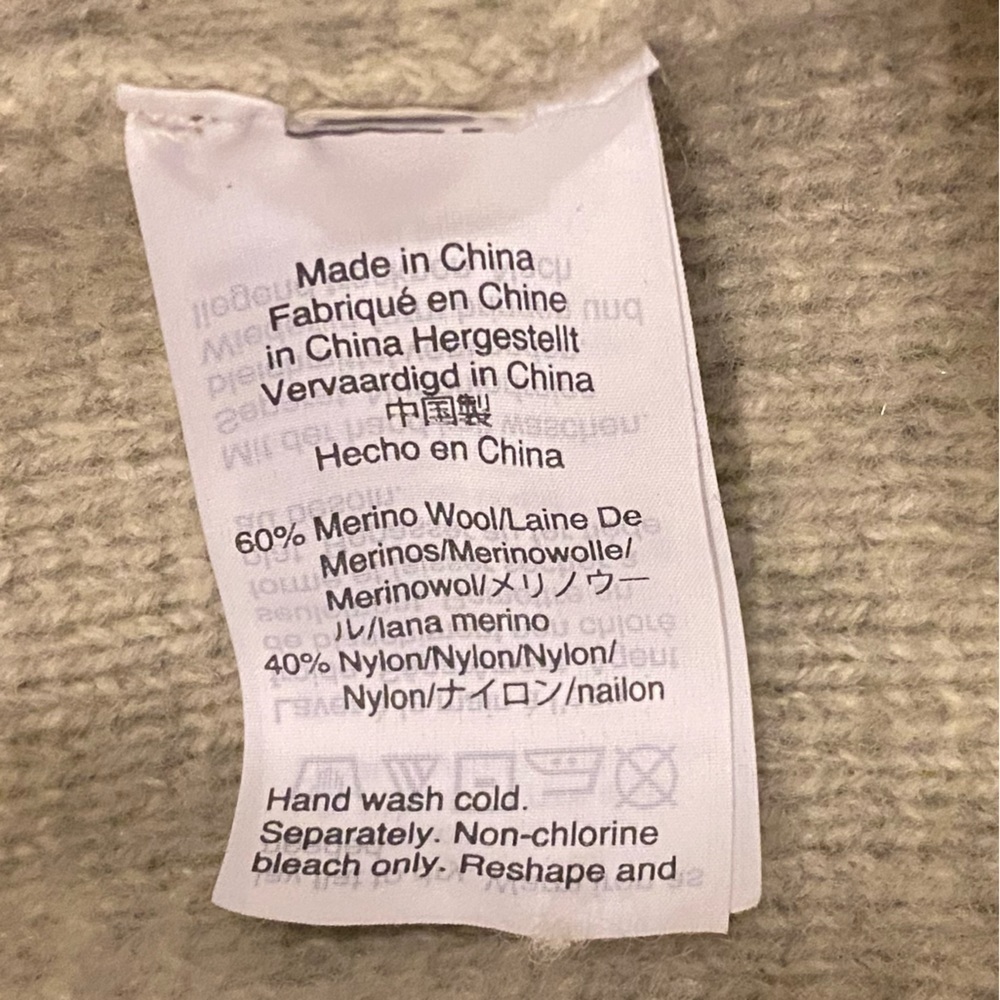 Made in China
Fabriqué en Chine
in China Hergestellt
Vervaardigd in China
中国製
Hecho en China
60% Merino Wool/Laine De
Merinos/Merinowolle/
Merinowol/メリノウー
ル/lana merino
40% Nylon/Nylon/Nylon/
Nylon/ナイロン/nailon
Hand wash cold.
Separately. Non-chlorine
bleach only. Reshape and